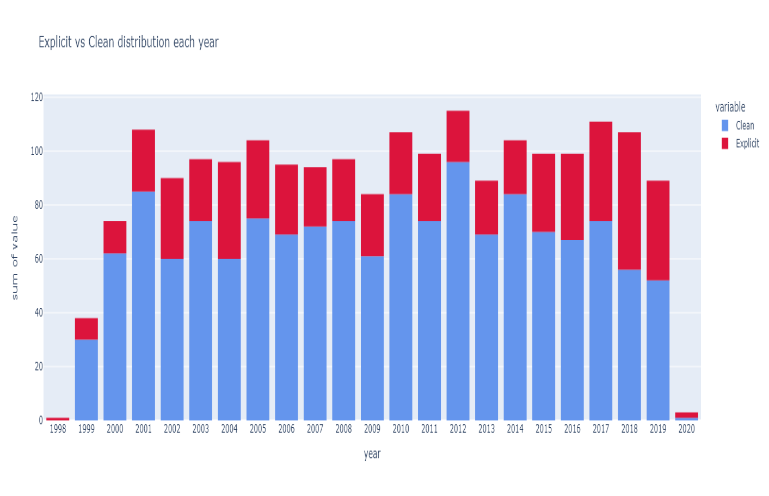 Explicit vs Clean distribution each year
variable
Clean
Explicit
sum of value
120
100
80
60
40
20
0
1998 1999 2000 2001 2002 2003 2004 2005 2006 2007 2008 2009 2010 2011 2012 2013 2014 2015 2016 2017 2018 2019 2020
year